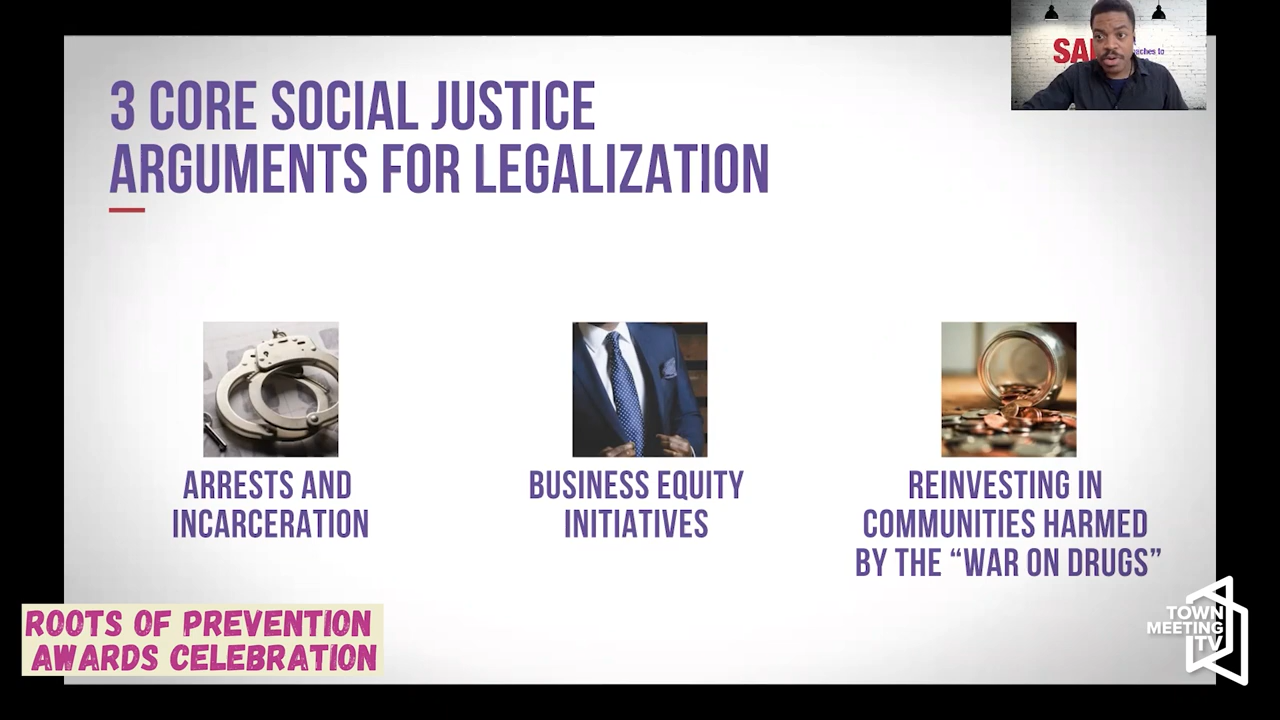 3 CORE SOCIAL JUSTICE
ARGUMENTS FOR LEGALIZATION
ARRESTS AND
INCARCERATION
BUSINESS EQUITY
INITIATIVES
REINVESTING IN
COMMUNITIES HARMED
BY THE “WAR ON DRUGS”
ROOTS OF PREVENTION
AWARDS CELEBRATION
TOWN
MEETING
TV